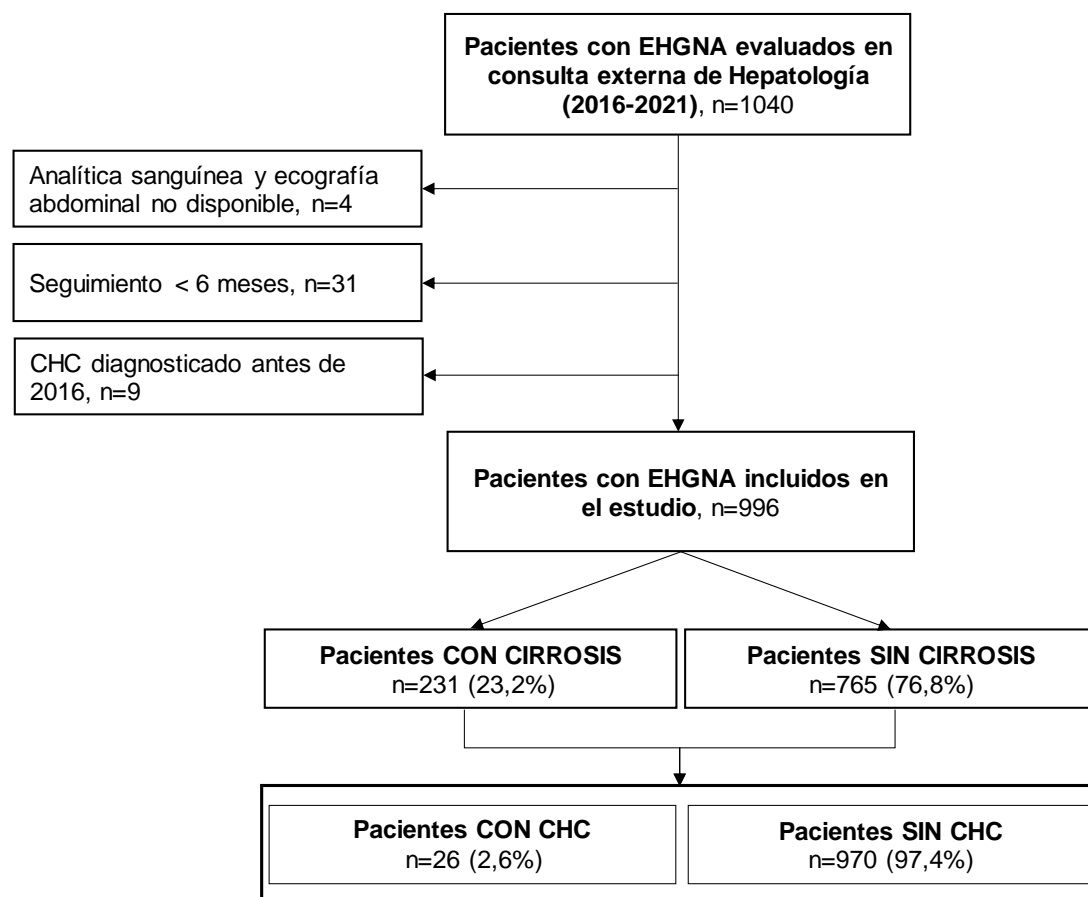 Pacientes con EHGNA evaluados en
consulta externa de Hepatología
(2016-2021), n=1040
Analítica sanguínea y ecografía
abdominal no disponible, n=4
Seguimiento < 6 meses, n=31
CHC diagnosticado antes de
2016, n=9
Pacientes con EHGNA incluidos en
el estudio, n=996
Pacientes CON CIRROSIS
n=231 (23,2%)
Pacientes SIN CIRROSIS
n=765 (76,8%)
Pacientes CON CHC
n=26 (2,6%)
Pacientes SIN CHC
n=970 (97,4%)